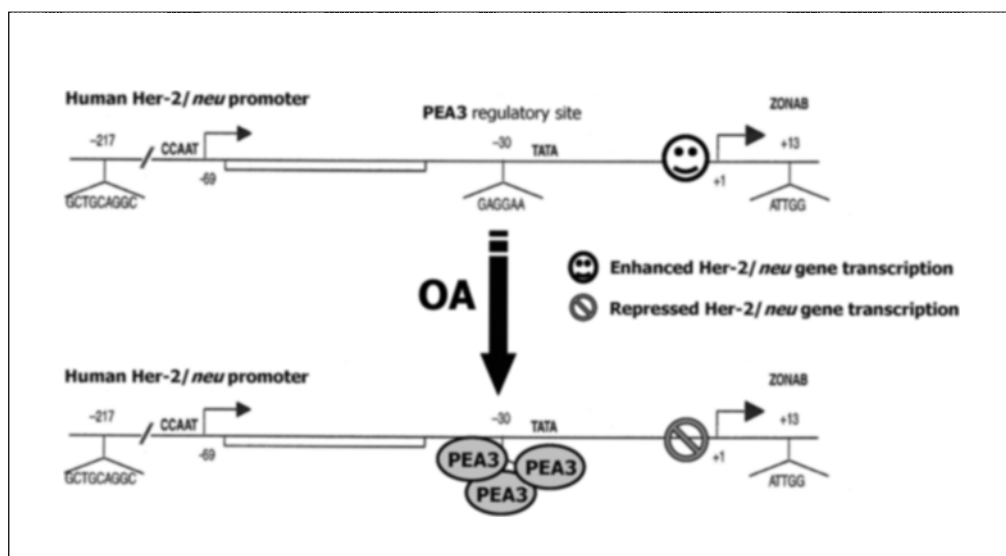 Human Her-2/neu promoter
ZONAB
PEA3 regulatory site
-217
CCAAT
-30
TATA
+13
-69
+1
GCTGCAGGC
GAGGAA
ATTGG
OA
Enhanced Her-2/neu gene transcription
Repressed Her-2/neu gene transcription
Human Her-2/neu promoter
ZONAB
-217
CCAAT
-30
TATA
+13
-69
PEA3
PEA3
PEA3
+1
GCTGCAGGC
ATTGG